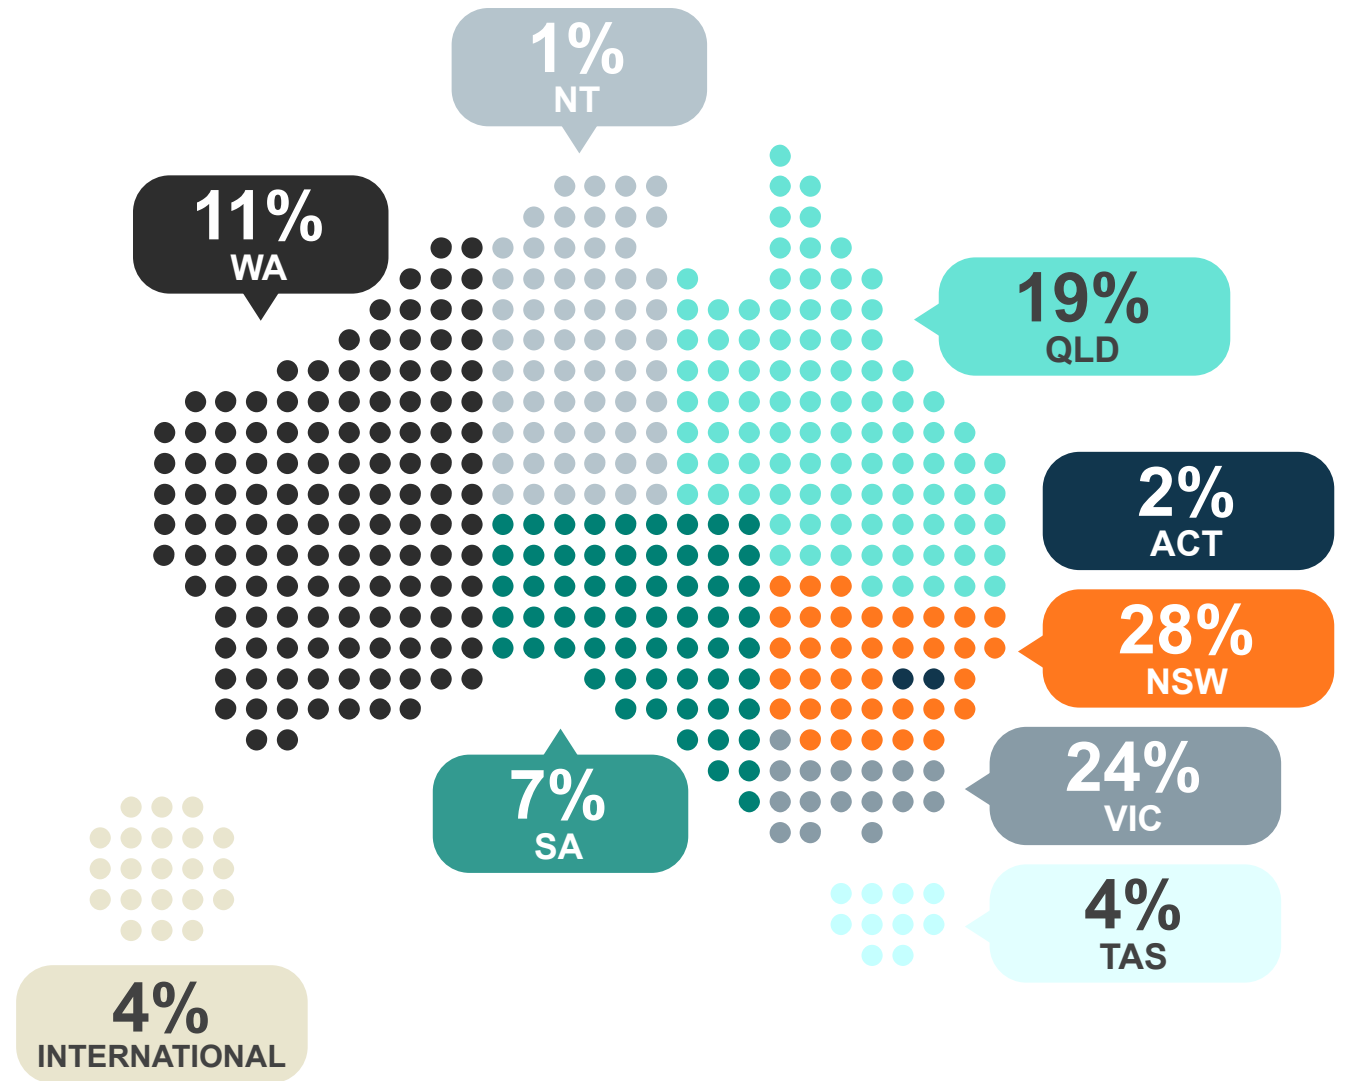 1%
NT
11%
WA
19%
QLD
2%
ACT
28%
NSW
24%
VIC
7%
SA
4%
TAS
4%
INTERNATIONAL